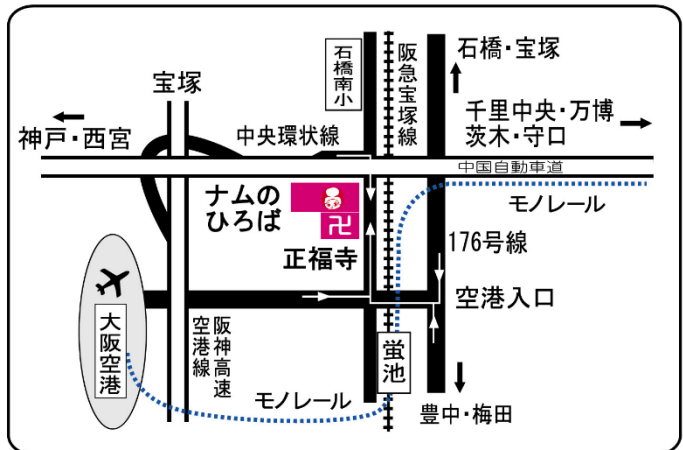 石橋・宝塚
石橋南小
阪急宝塚線
宝塚
神戸・西宮
中央環状線
千里中央・万博
茨木・守口
中国自動車道
モノレール
ナムの
ひろば
卍
正福寺
176号線
空港入口
大阪空港
阪神高速
空港線
蛍池
モノレール
豊中・梅田